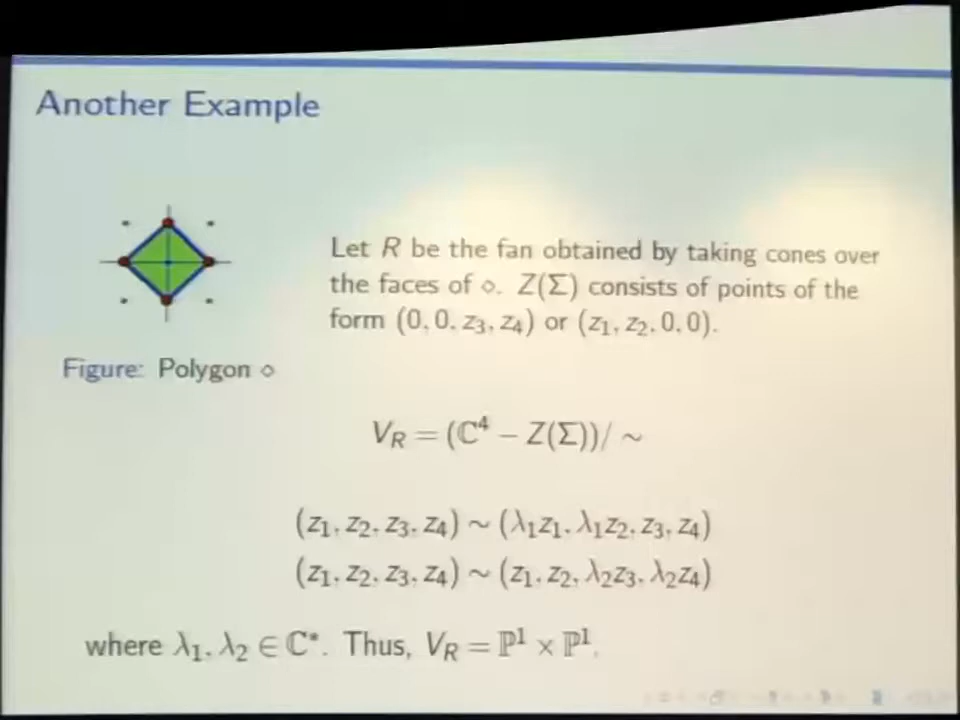 Another Example
Let R be the fan obtained by taking cones over
the faces of ⋄. Z(Σ) consists of points of the
form (0, 0, z₃, z₄) or (z₁, z₂, 0, 0).
Figure: Polygon ⋄
V_R = (ℂ⁴ − Z(Σ))/ ∼
(z₁, z₂, z₃, z₄) ∼ (λ₁z₁, λ₁z₂, z₃, z₄)
(z₁, z₂, z₃, z₄) ∼ (z₁, z₂, λ₂z₃, λ₂z₄)
where λ₁, λ₂ ∈ ℂ*. Thus, V_R = ℙ¹ × ℙ¹.